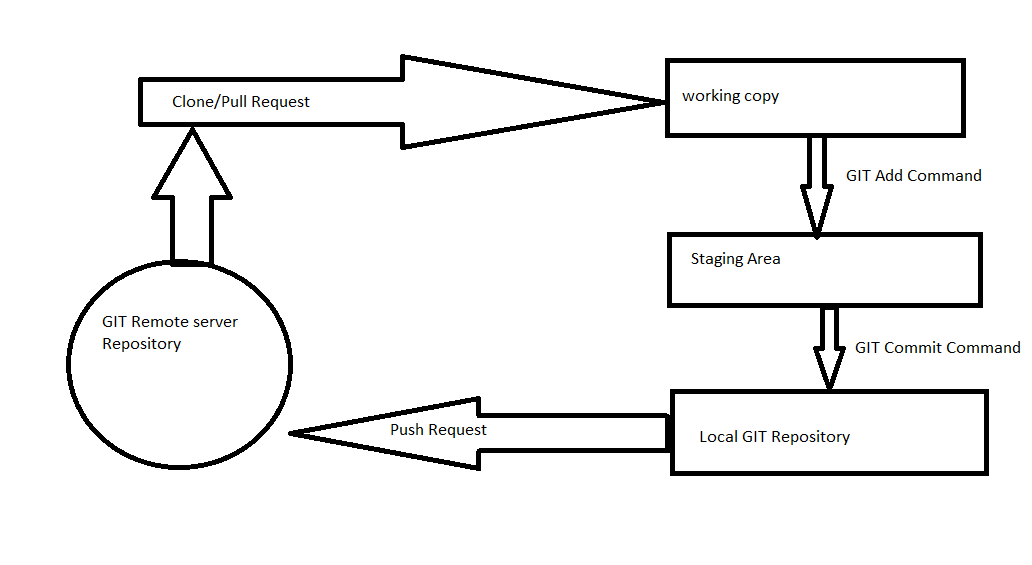 Clone/Pull Request
working copy
GIT Add Command
Staging Area
GIT Remote server
Repository
GIT Commit Command
Push Request
Local GIT Repository